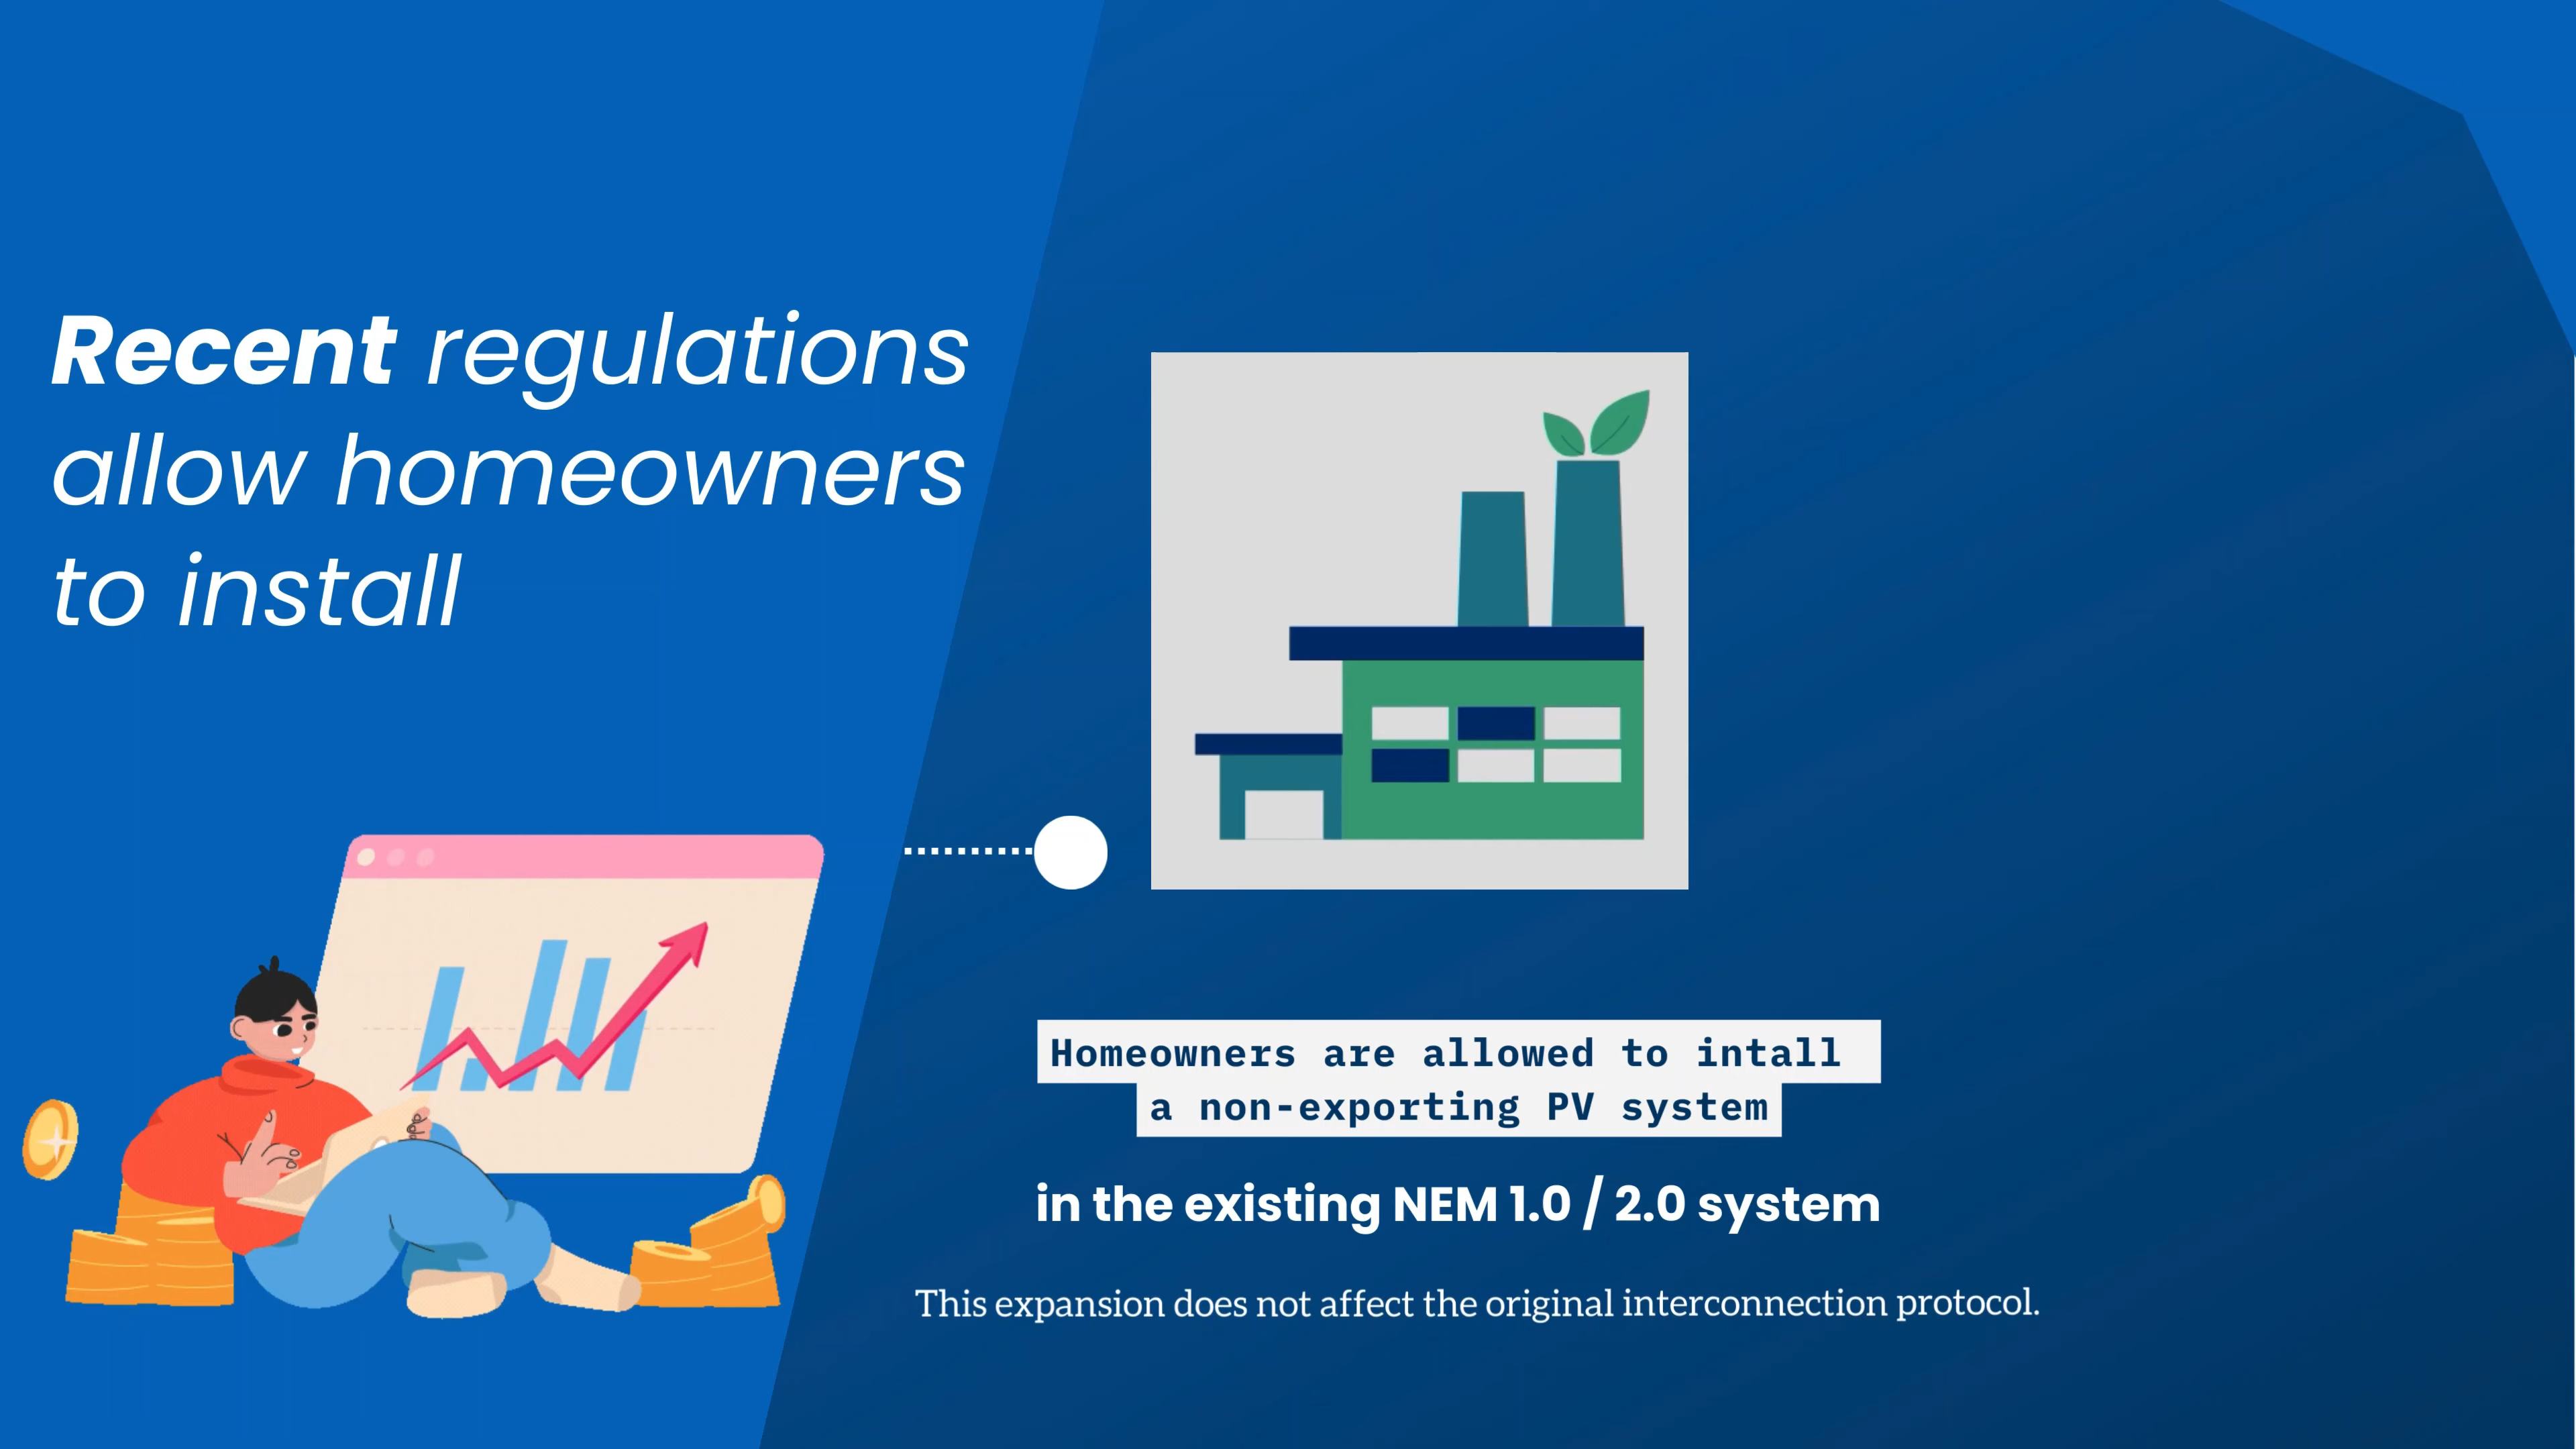 Recent regulations
allow homeowners
to install
Homeowners are allowed to intall
a non-exporting PV system
in the existing NEM 1.0 / 2.0 system
This expansion does not affect the original interconnection protocol.